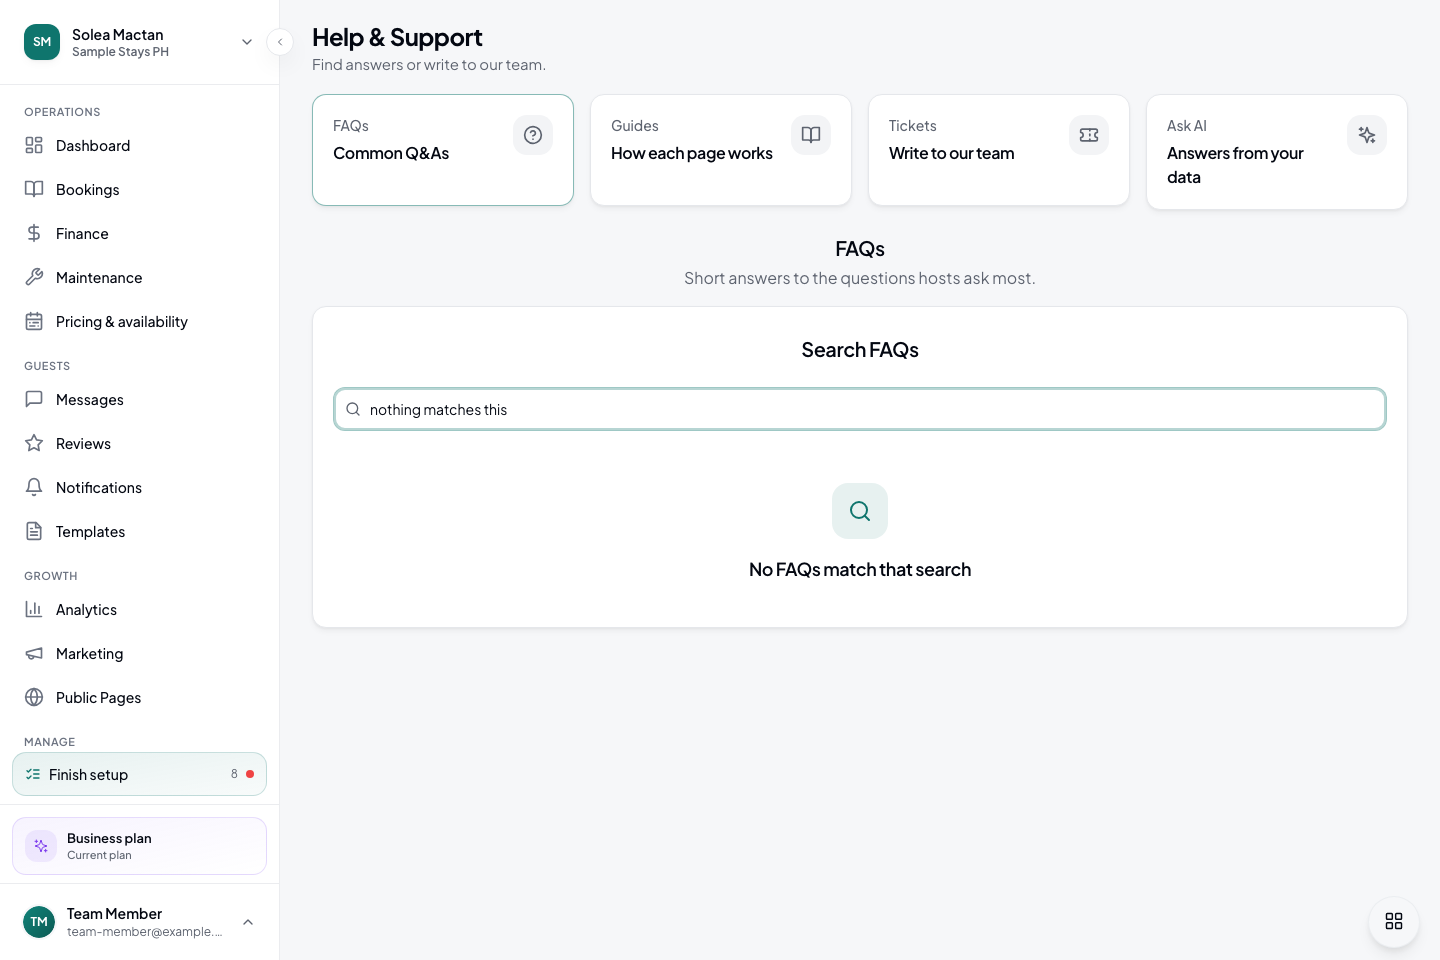 SM
Solea Mactan
Sample Stays PH
OPERATIONS
Dashboard
Bookings
Finance
Maintenance
Pricing & availability
GUESTS
Messages
Reviews
Notifications
Templates
GROWTH
Analytics
Marketing
Public Pages
MANAGE
Finish setup 8
Business plan
Current plan
TM
Team Member
team-member@example....
Help & Support
Find answers or write to our team.
FAQs
Common Q&As
Guides
How each page works
Tickets
Write to our team
Ask AI
Answers from your
data
FAQs
Short answers to the questions hosts ask most.
Search FAQs
nothing matches this
No FAQs match that search